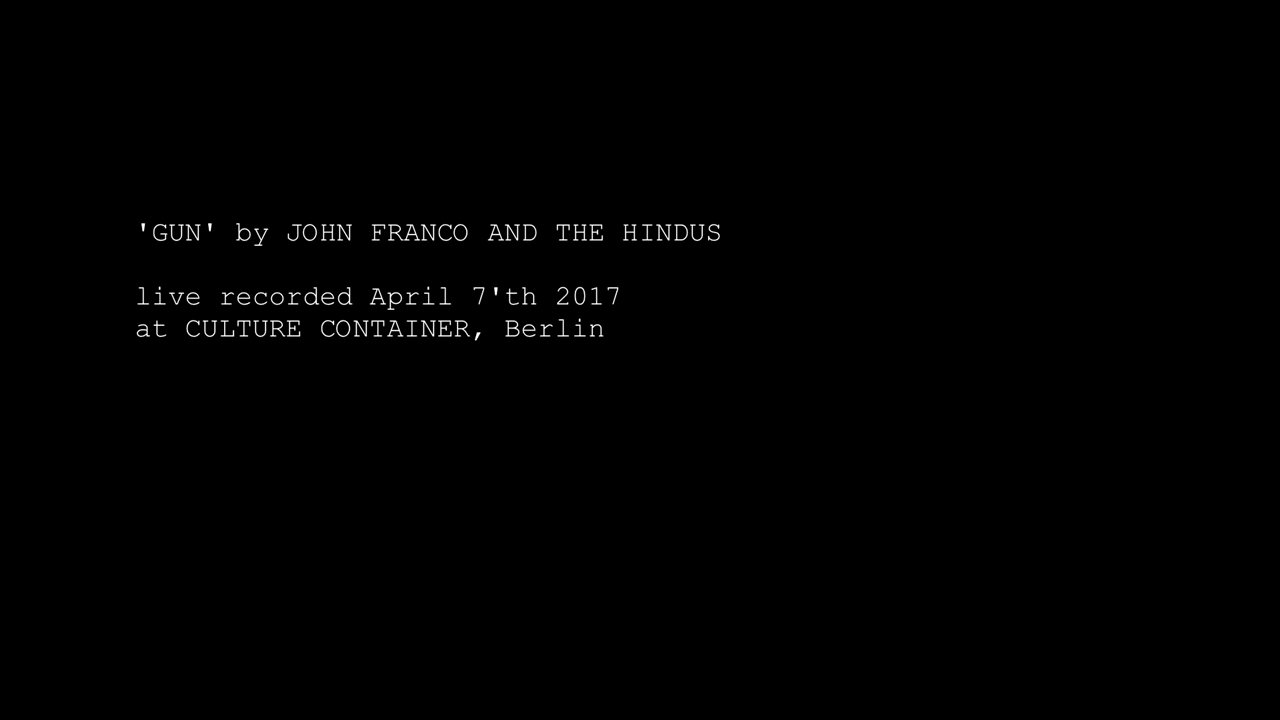 'GUN' by JOHN FRANCO AND THE HINDUS
live recorded April 7'th 2017
at CULTURE CONTAINER, Berlin